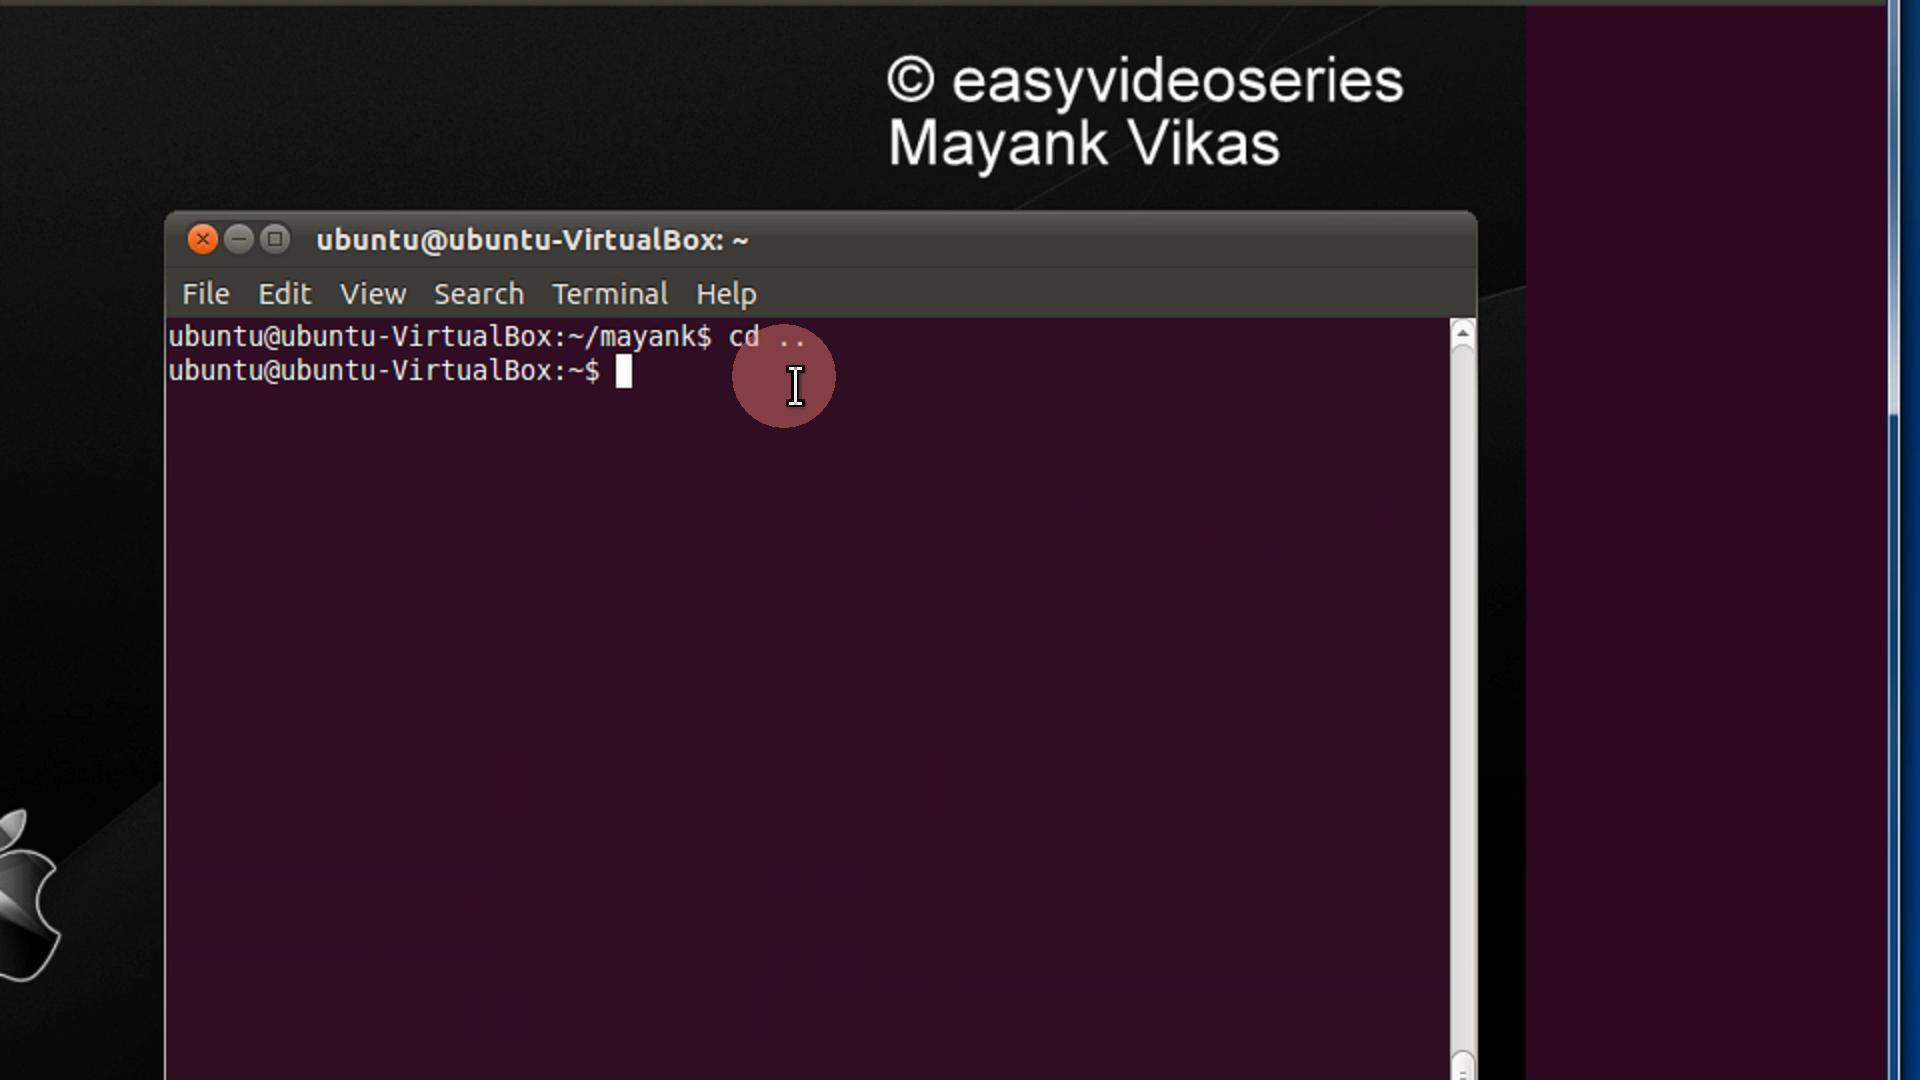 © easyvideoseries
Mayank Vikas
ubuntu@ubuntu-VirtualBox: ~
File Edit View Search Terminal Help
ubuntu@ubuntu-VirtualBox:~/mayank$ cd ..
ubuntu@ubuntu-VirtualBox:~$